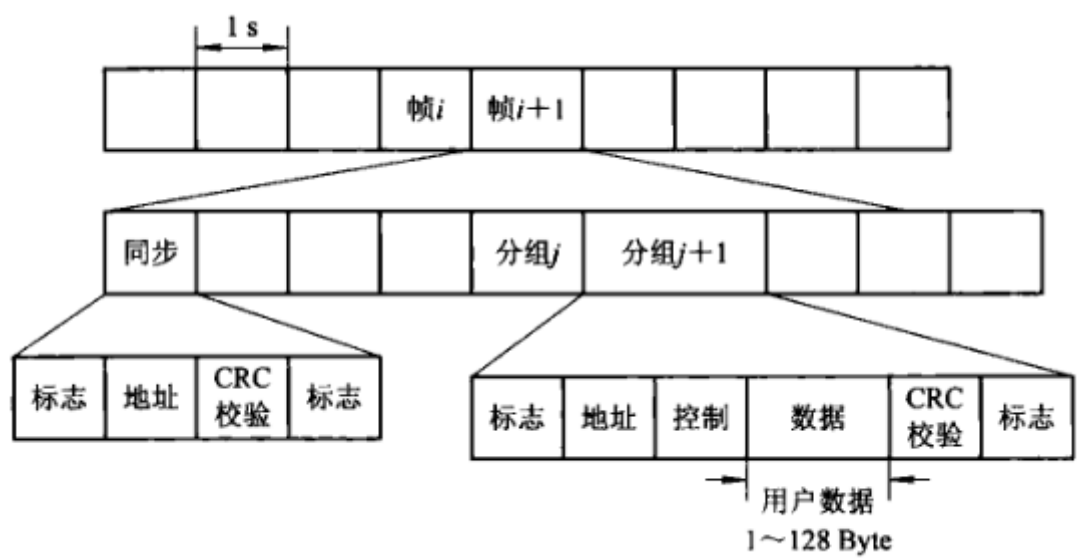 1 s
帧i
帧i+1
同步
分组j
分组j+1
标志
地址
CRC
校验
标志
标志
地址
控制
数据
CRC
校验
标志
用户数据
1～128 Byte